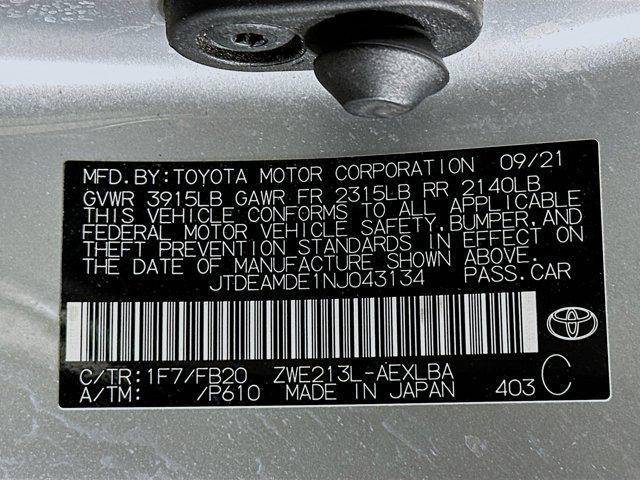 MFD.BY:TOYOTA MOTOR CORPORATION 09/21
GVWR 3915LB GAWR FR 2315LB RR 2140LB
THIS VEHICLE CONFORMS TO ALL APPLICABLE
FEDERAL MOTOR VEHICLE SAFETY,BUMPER,AND
THEFT PREVENTION STANDARDS IN EFFECT ON
THE DATE OF MANUFACTURE SHOWN ABOVE.
JTDEAMDE1NJ043134 PASS.CAR
C/TR:1F7/FB20 ZWE213L-AEXLBA
A/TM: /P610 MADE IN JAPAN 403 C